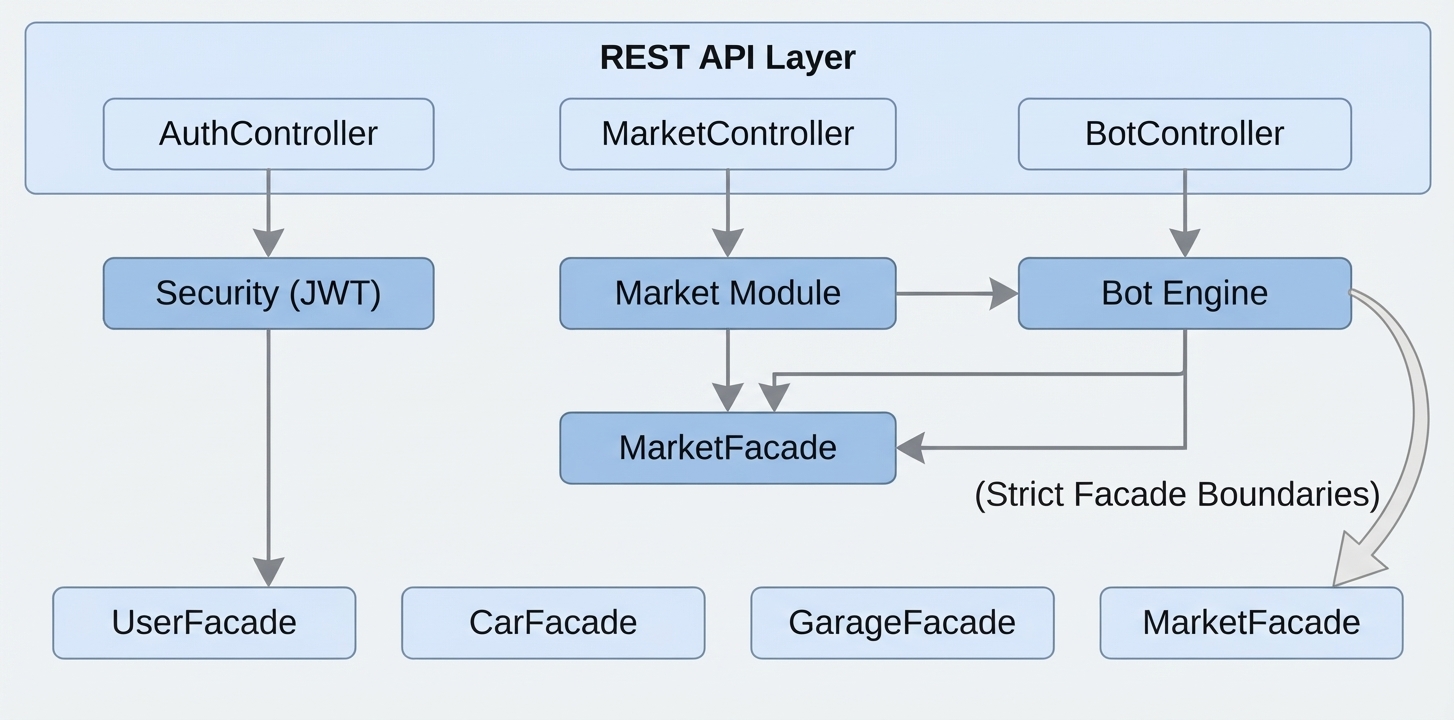 REST API Layer
AuthController
MarketController
BotController
Security (JWT)
Market Module
Bot Engine
MarketFacade
(Strict Facade Boundaries)
UserFacade
CarFacade
GarageFacade
MarketFacade